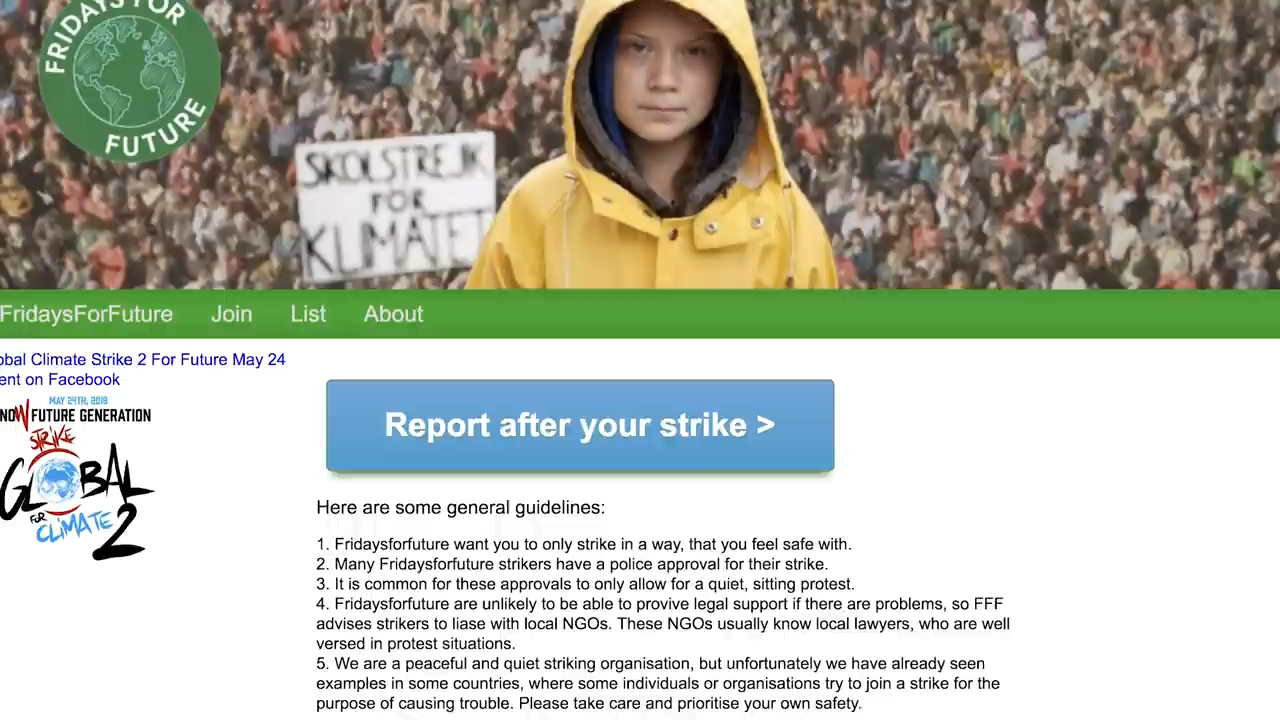 FRIDAYS FOR
FUTURE
SKOLSTREJK
FOR
KLIMATET
FridaysForFuture Join List About
obal Climate Strike 2 For Future May 24
ent on Facebook
MAY 24TH, 2019
NOW FUTURE GENERATION
STRIKE
GLOBAL
FOR
CLIMATE 2
Report after your strike >
Here are some general guidelines:
1. Fridaysforfuture want you to only strike in a way, that you feel safe with.
2. Many Fridaysforfuture strikers have a police approval for their strike.
3. It is common for these approvals to only allow for a quiet, sitting protest.
4. Fridaysforfuture are unlikely to be able to provive legal support if there are problems, so FFF
advises strikers to liase with local NGOs. These NGOs usually know local lawyers, who are well
versed in protest situations.
5. We are a peaceful and quiet striking organisation, but unfortunately we have already seen
examples in some countries, where some individuals or organisations try to join a strike for the
purpose of causing trouble. Please take care and prioritise your own safety.